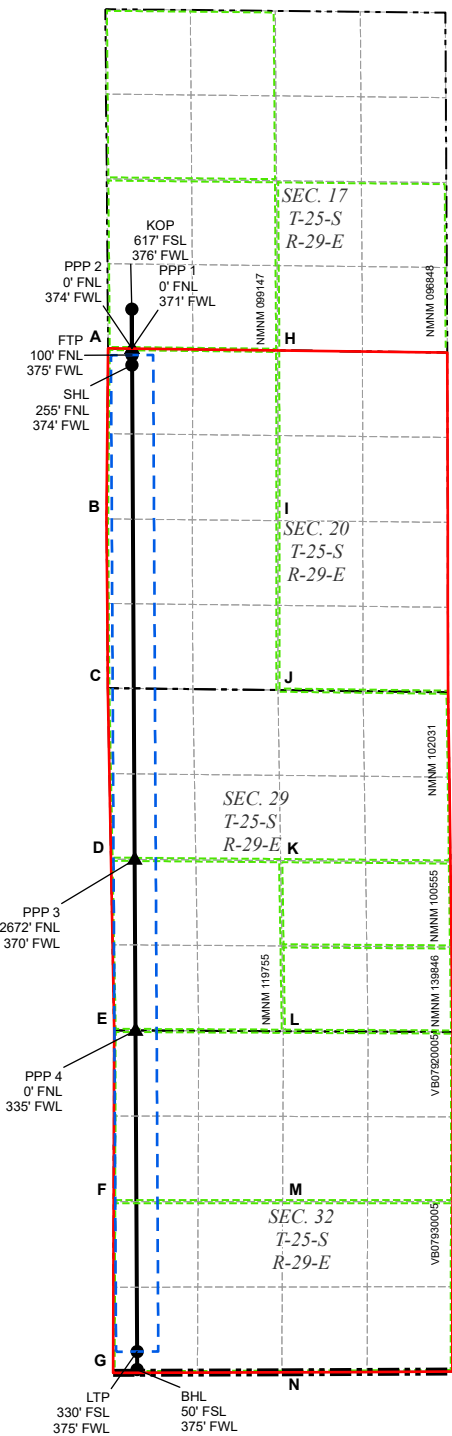 SEC. 17
T-25-S
R-29-E
KOP
617' FSL
376' FWL
PPP 2
0' FNL
374' FWL
PPP 1
0' FNL
371' FWL
NMNM 099147
NMNM 096848
A
H
FTP
100' FNL
375' FWL
SHL
255' FNL
374' FWL
B
I
SEC. 20
T-25-S
R-29-E
C
J
NMNM 102031
SEC. 29
T-25-S
R-29-E
D
K
PPP 3
2672' FNL
370' FWL
NMNM 100555
NMNM 119755
NMNM 139846
E
L
VB07920005
PPP 4
0' FNL
335' FWL
F
M
SEC. 32
T-25-S
R-29-E
VB07930005
G
N
LTP
330' FSL
375' FWL
BHL
50' FSL
375' FWL